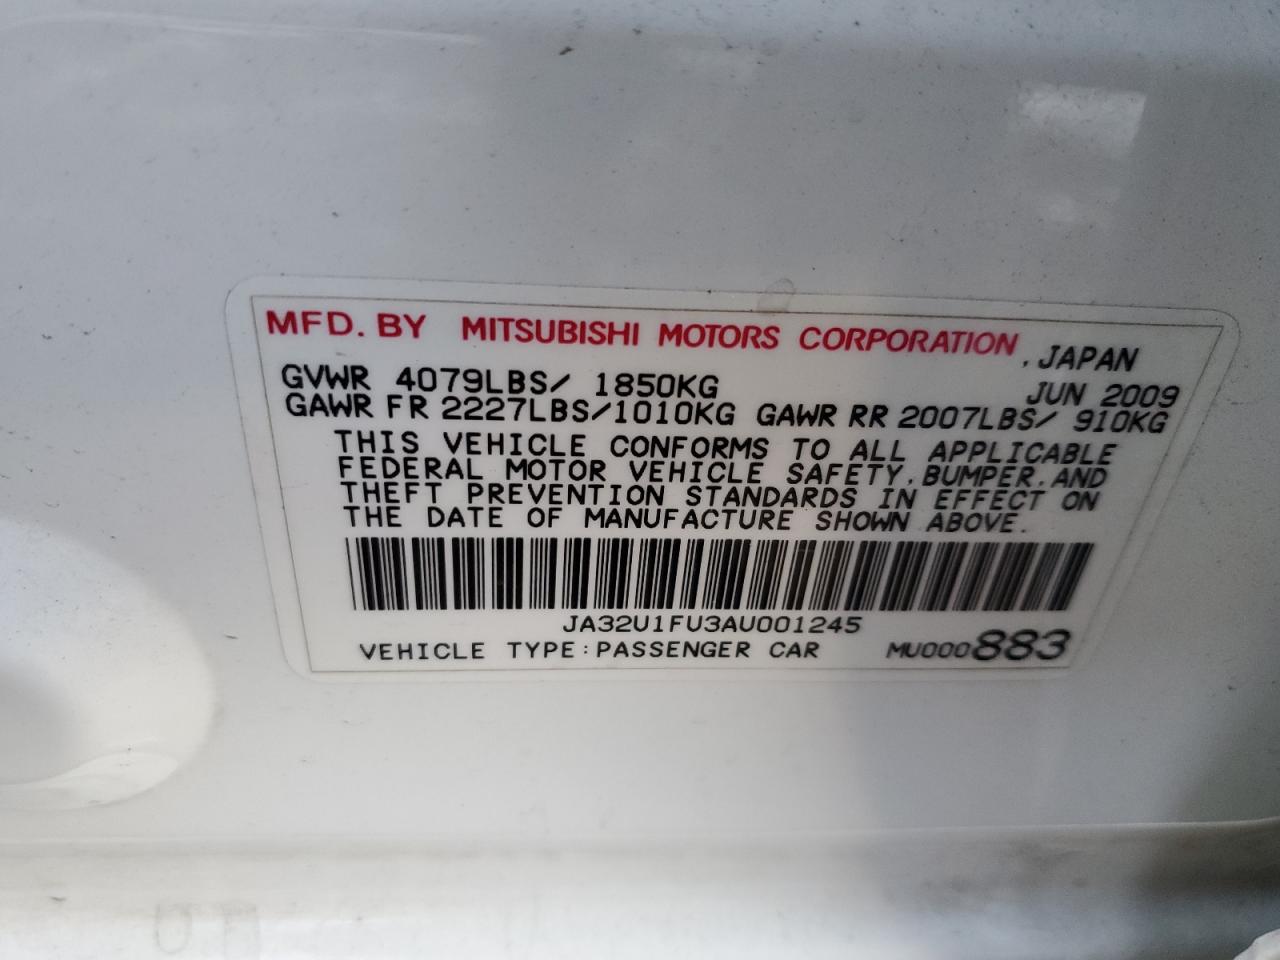 MFD. BY MITSUBISHI MOTORS CORPORATION, JAPAN
GVWR 4079LBS/ 1850KG JUN 2009
GAWR FR 2227LBS/1010KG GAWR RR 2007LBS/ 910KG
THIS VEHICLE CONFORMS TO ALL APPLICABLE
FEDERAL MOTOR VEHICLE SAFETY, BUMPER, AND
THEFT PREVENTION STANDARDS IN EFFECT ON
THE DATE OF MANUFACTURE SHOWN ABOVE.
JA32U1FU3AU001245
VEHICLE TYPE:PASSENGER CAR MU000883